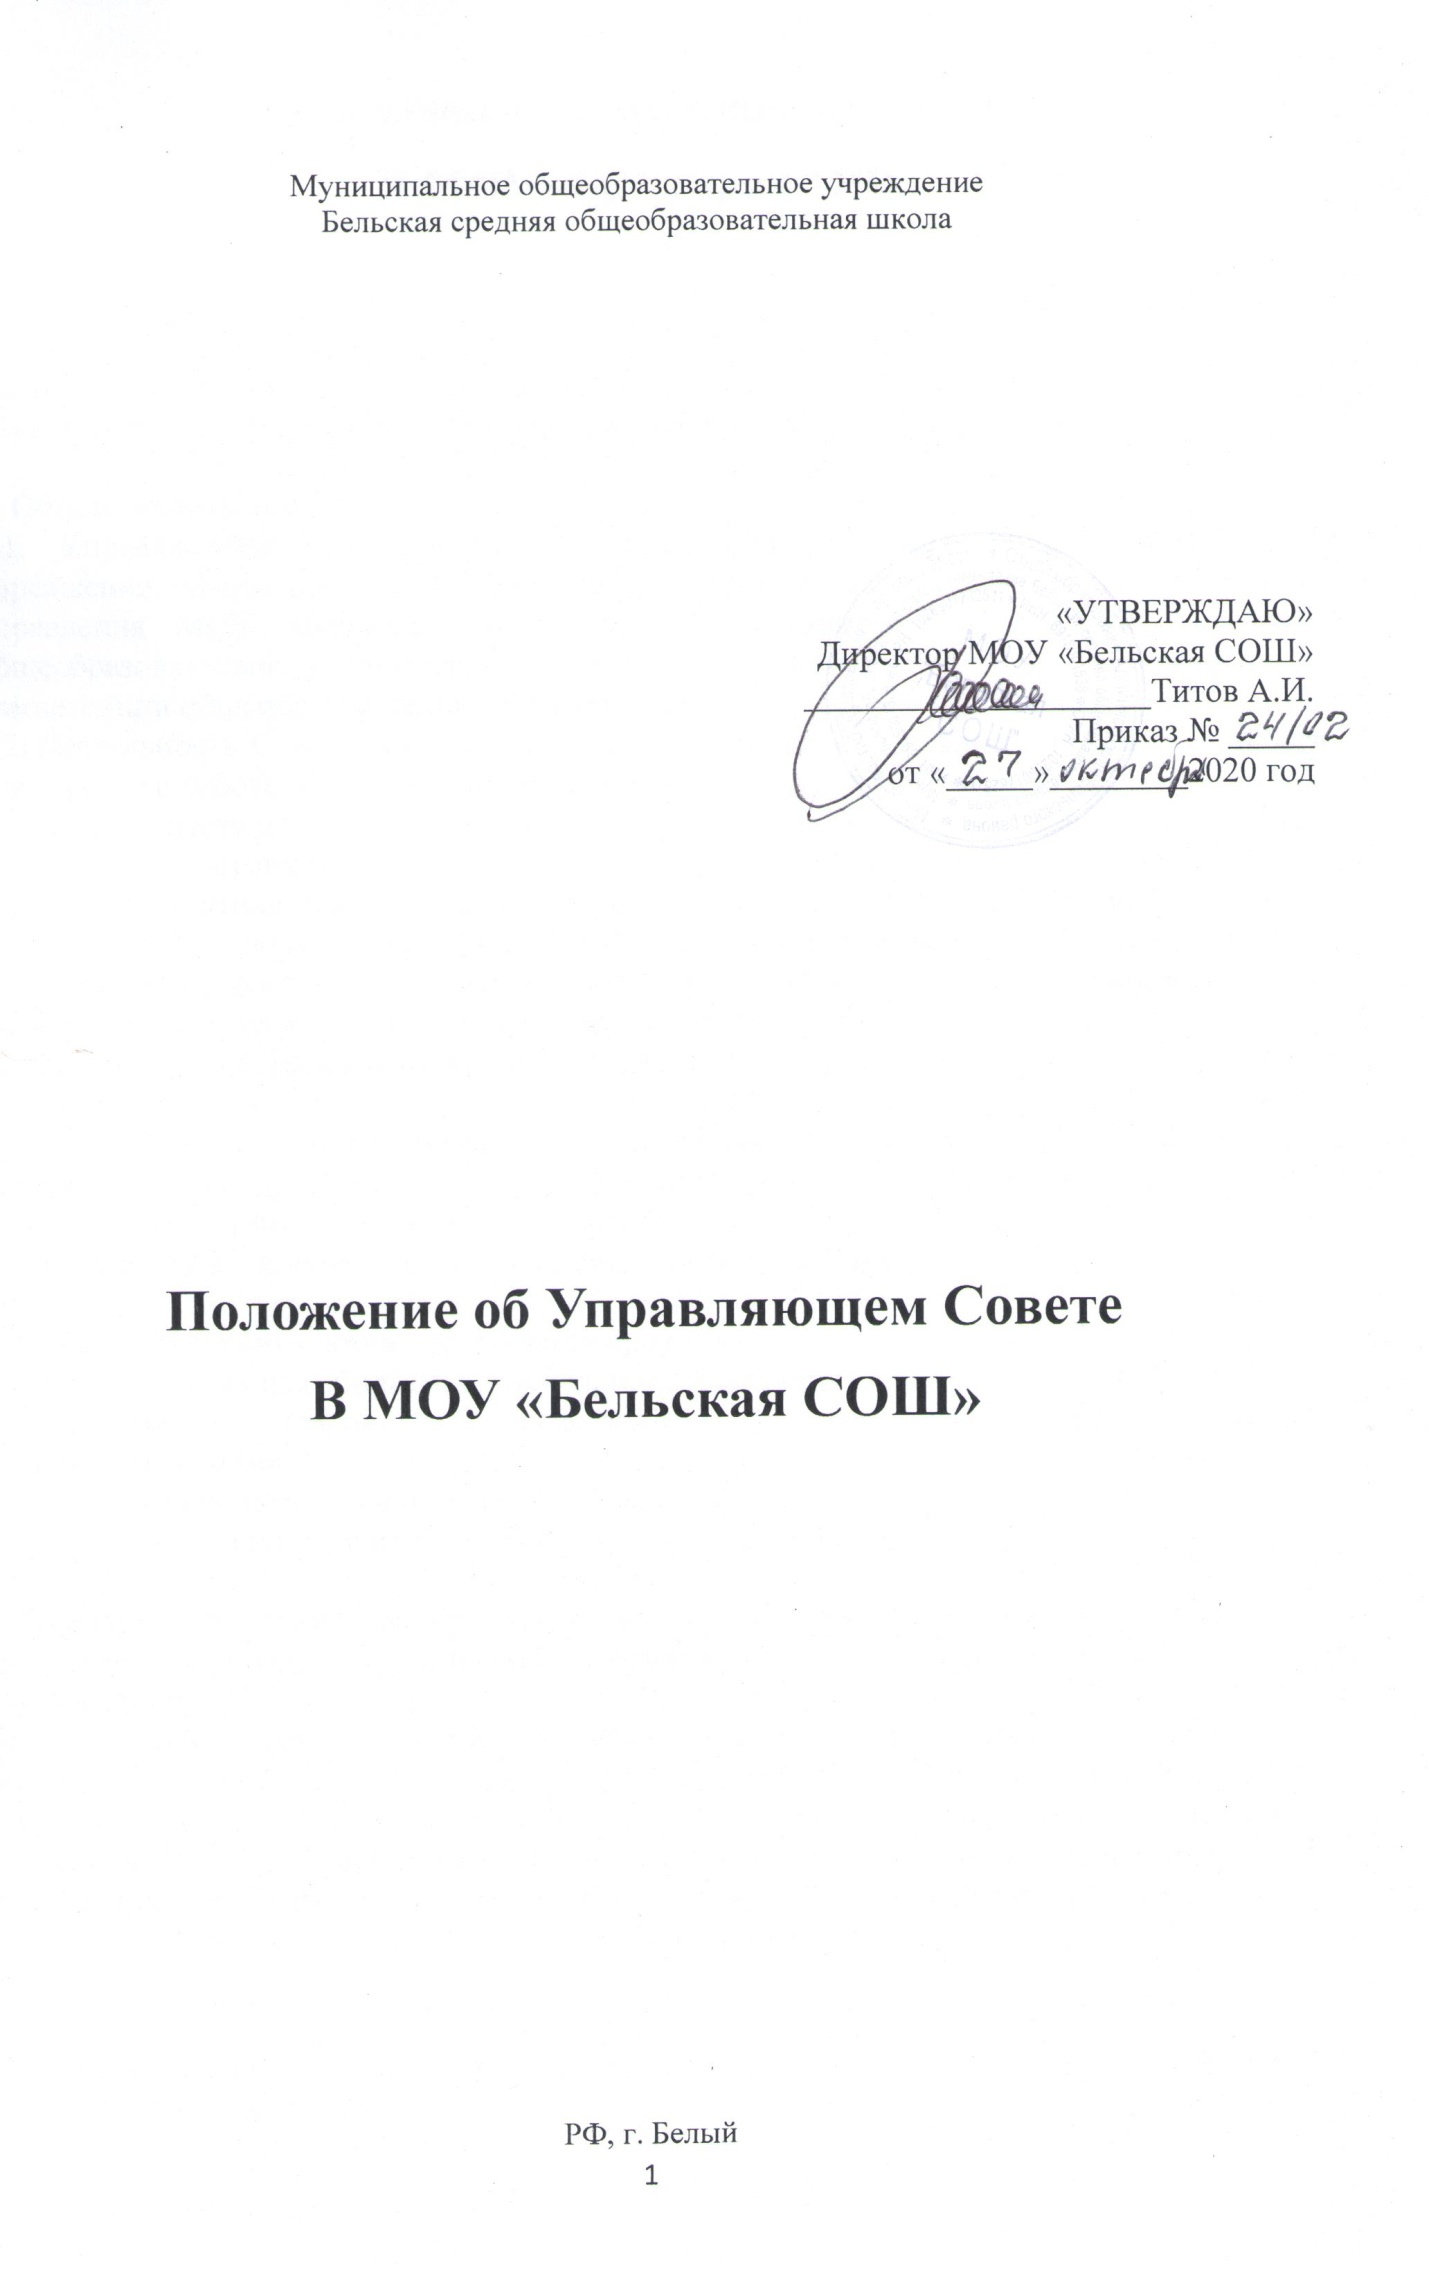 Муниципальное общеобразовательное учреждение
Бельская средняя общеобразовательная школа
«УТВЕРЖДАЮ»
Директор МОУ «Бельская СОШ»
Титов А.И.
Приказ № 24/02
от «27» октября 2020 год
СОШ"
Положение об Управляющем Совете
В МОУ «Бельская СОШ»
РФ, г. Белый
1